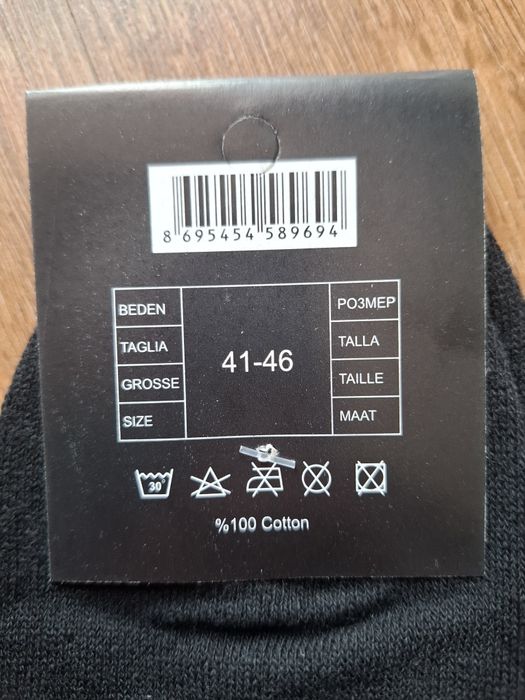 8 695454 589694
BEDEN
TAGLIA
GROSSE
SIZE
41-46
РОЗМЕР
TALLA
TAILLE
MAAT
30°
%100 Cotton